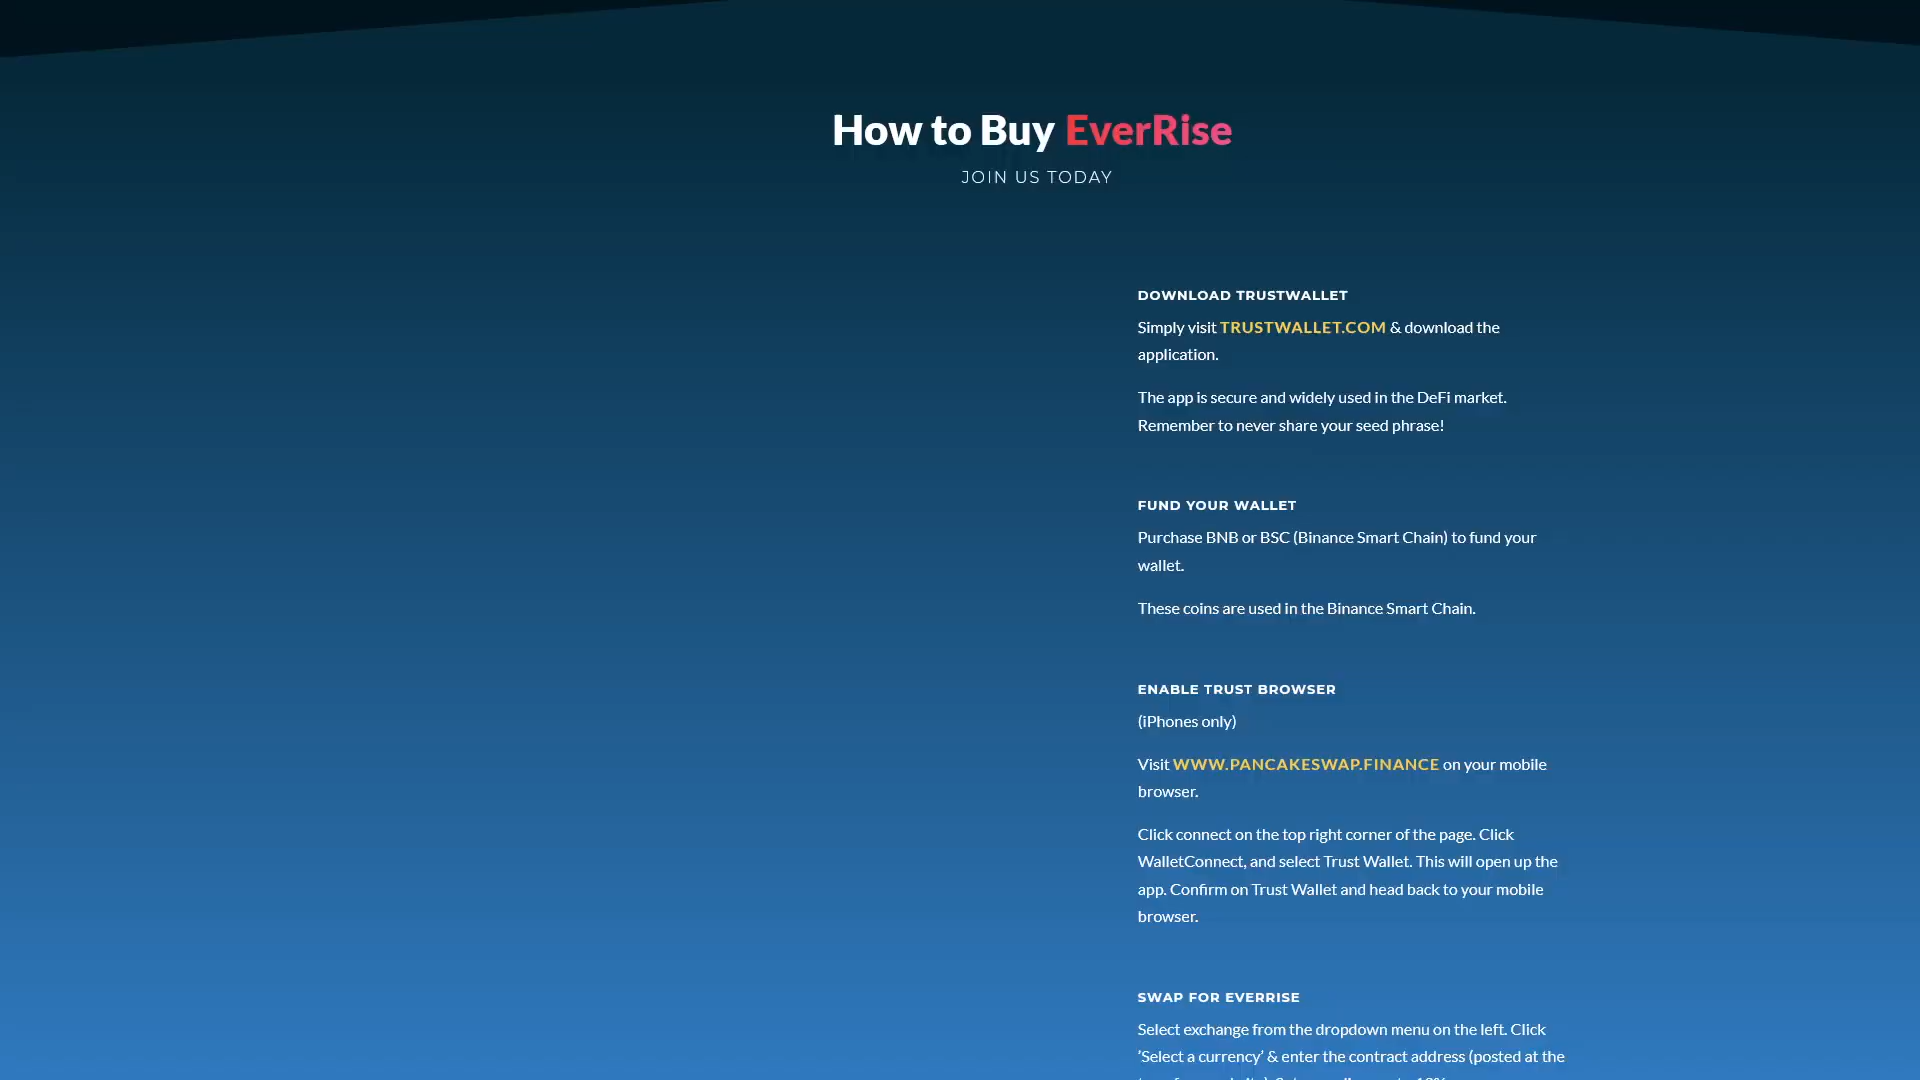 How to Buy EverRise
JOIN US TODAY
DOWNLOAD TRUSTWALLET
Simply visit TRUSTWALLET.COM & download the
application.
The app is secure and widely used in the DeFi market.
Remember to never share your seed phrase!
FUND YOUR WALLET
Purchase BNB or BSC (Binance Smart Chain) to fund your
wallet.
These coins are used in the Binance Smart Chain.
ENABLE TRUST BROWSER
(iPhones only)
Visit WWW.PANCAKESWAP.FINANCE on your mobile
browser.
Click connect on the top right corner of the page. Click
WalletConnect, and select Trust Wallet. This will open up the
app. Confirm on Trust Wallet and head back to your mobile
browser.
SWAP FOR EVERRISE
Select exchange from the dropdown menu on the left. Click
‘Select a currency’ & enter the contract address (posted at the